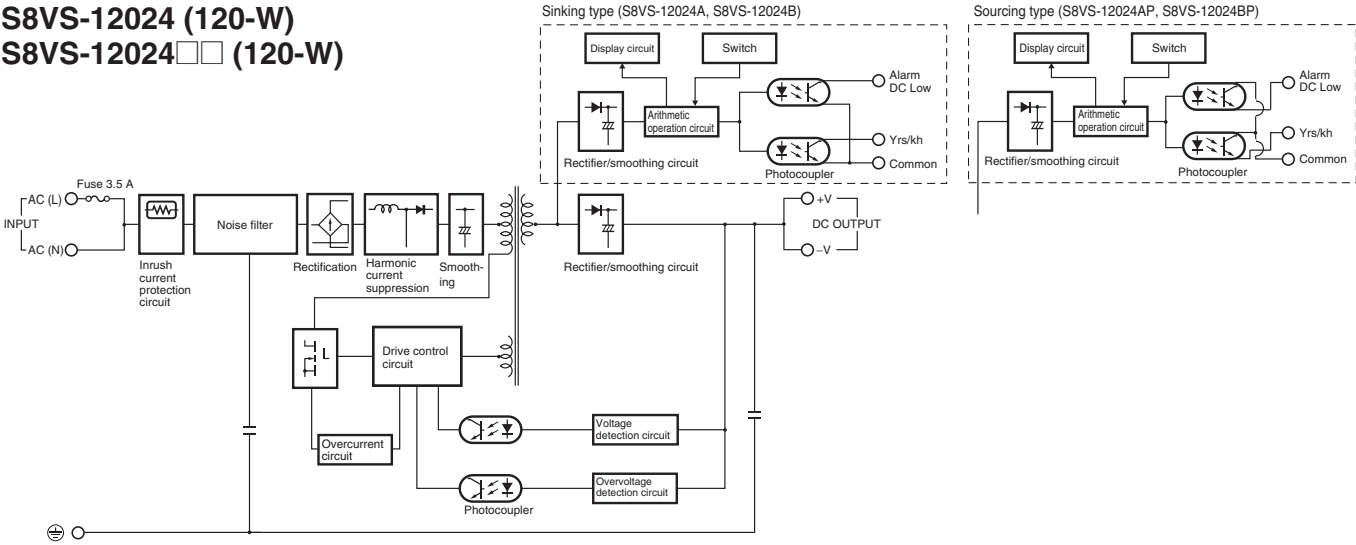 S8VS-12024 (120-W)
S8VS-12024□□ (120-W)
Sinking type (S8VS-12024A, S8VS-12024B)
Display circuit
Switch
Arithmetic
operation circuit
Rectifier/smoothing circuit
Photocoupler
Alarm
DC Low
Yrs/kh
Common
Sourcing type (S8VS-12024AP, S8VS-12024BP)
Display circuit
Switch
Arithmetic
operation circuit
Rectifier/smoothing circuit
Photocoupler
Alarm
DC Low
Yrs/kh
Common
Fuse 3.5 A
AC (L)
INPUT
AC (N)
Inrush
current
protection
circuit
Noise filter
Rectification
Harmonic
current
suppression
Smooth-
ing
Rectifier/smoothing circuit
+V
DC OUTPUT
−V
Drive control
circuit
Overcurrent
circuit
Voltage
detection circuit
Overvoltage
detection circuit
Photocoupler